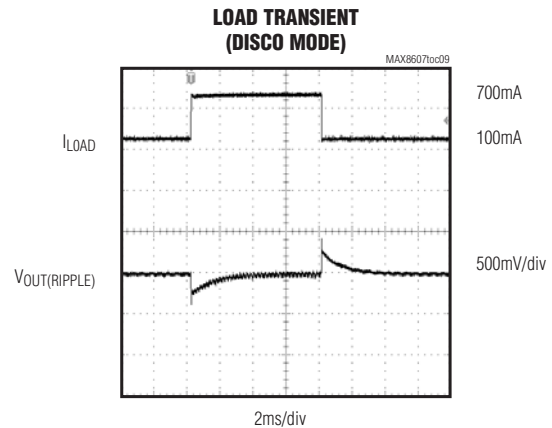 LOAD TRANSIENT
(DISCO MODE)
MAX8607toc09
700mA
ILOAD
100mA
VOUT(RIPPLE)
500mV/div
2ms/div